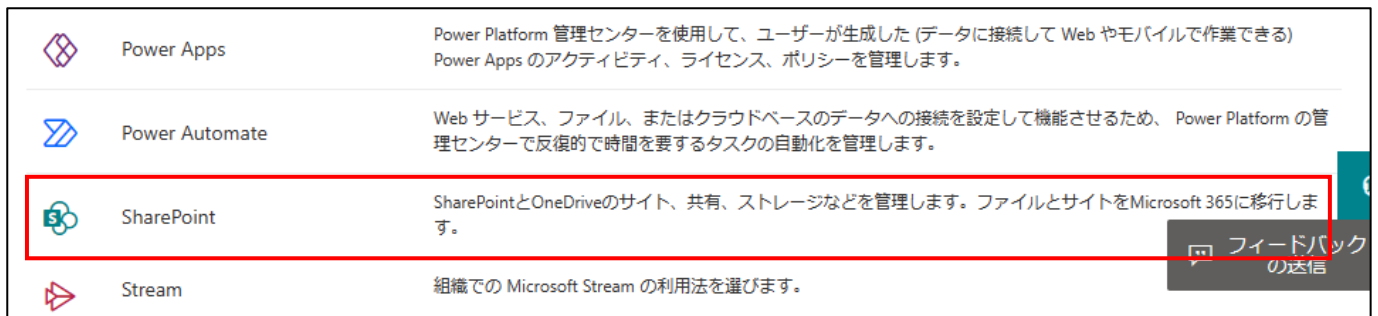 Power Apps
Power Platform 管理センターを使用して、ユーザーが生成した (データに接続して Web やモバイルで作業できる)
Power Apps のアクティビティ、ライセンス、ポリシーを管理します。
Power Automate
Web サービス、ファイル、またはクラウドベースのデータへの接続を設定して機能させるため、 Power Platform の管
理センターで反復的で時間を要するタスクの自動化を管理します。
SharePoint
SharePointとOneDriveのサイト、共有、ストレージなどを管理します。ファイルとサイトをMicrosoft 365に移行しま
す。
フィードバック
の送信
Stream
組織での Microsoft Stream の利用法を選びます。